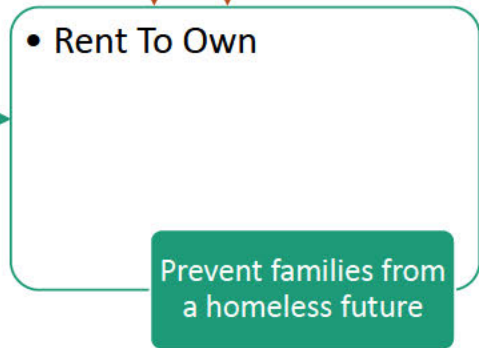 • Rent To Own
Prevent families from
a homeless future